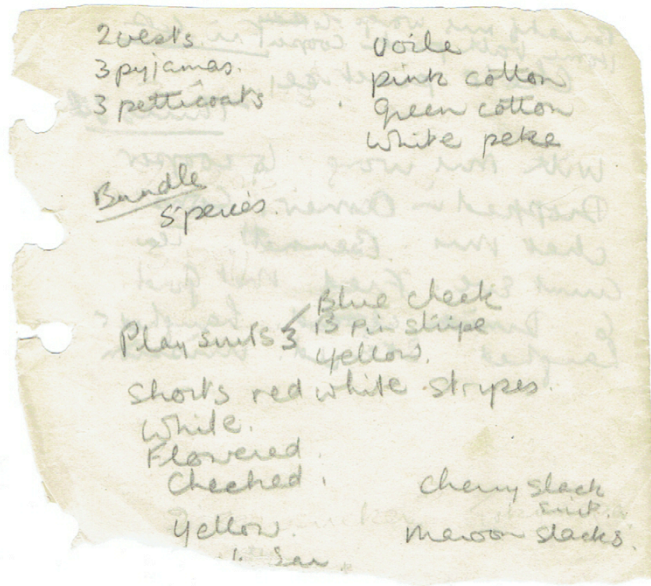 2 vests
3 pyjamas.
3 petticoats
Voile
pink cotton
Green cotton
White peke
Bundle
5 peces.
Play suits 3
Blue check
B pin stripe
Yellow.
Shorts red white stripes.
White.
Flowered.
Checked.
Yellow.
Cherry slack
suit.
Maroon slacks.